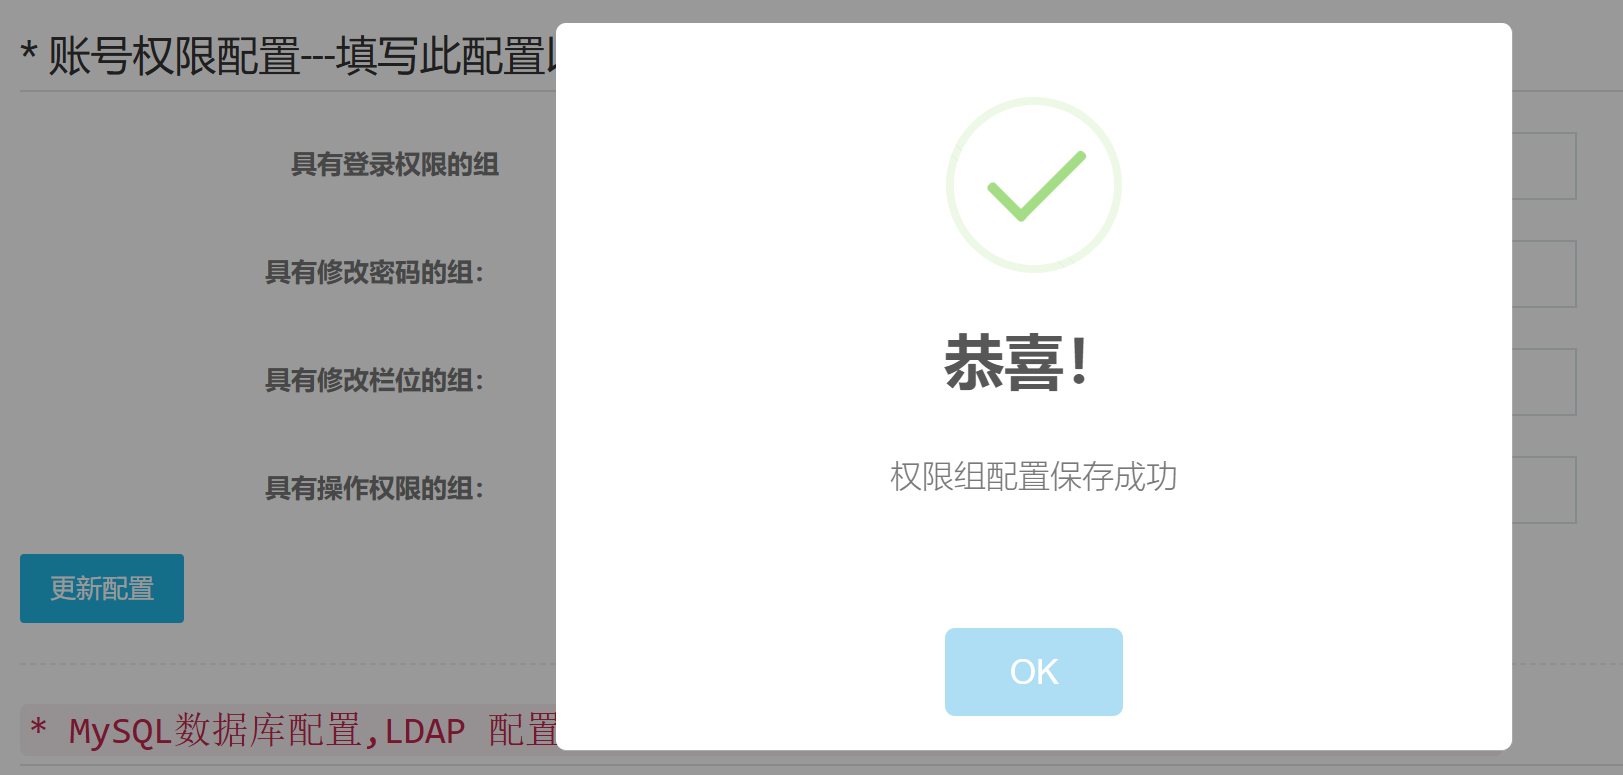 * 账号权限配置---填写此配置
具有登录权限的组
具有修改密码的组:
具有修改栏位的组:
具有操作权限的组:
更新配置
* MySQL数据库配置,LDAP 配置
恭喜!
权限组配置保存成功
OK